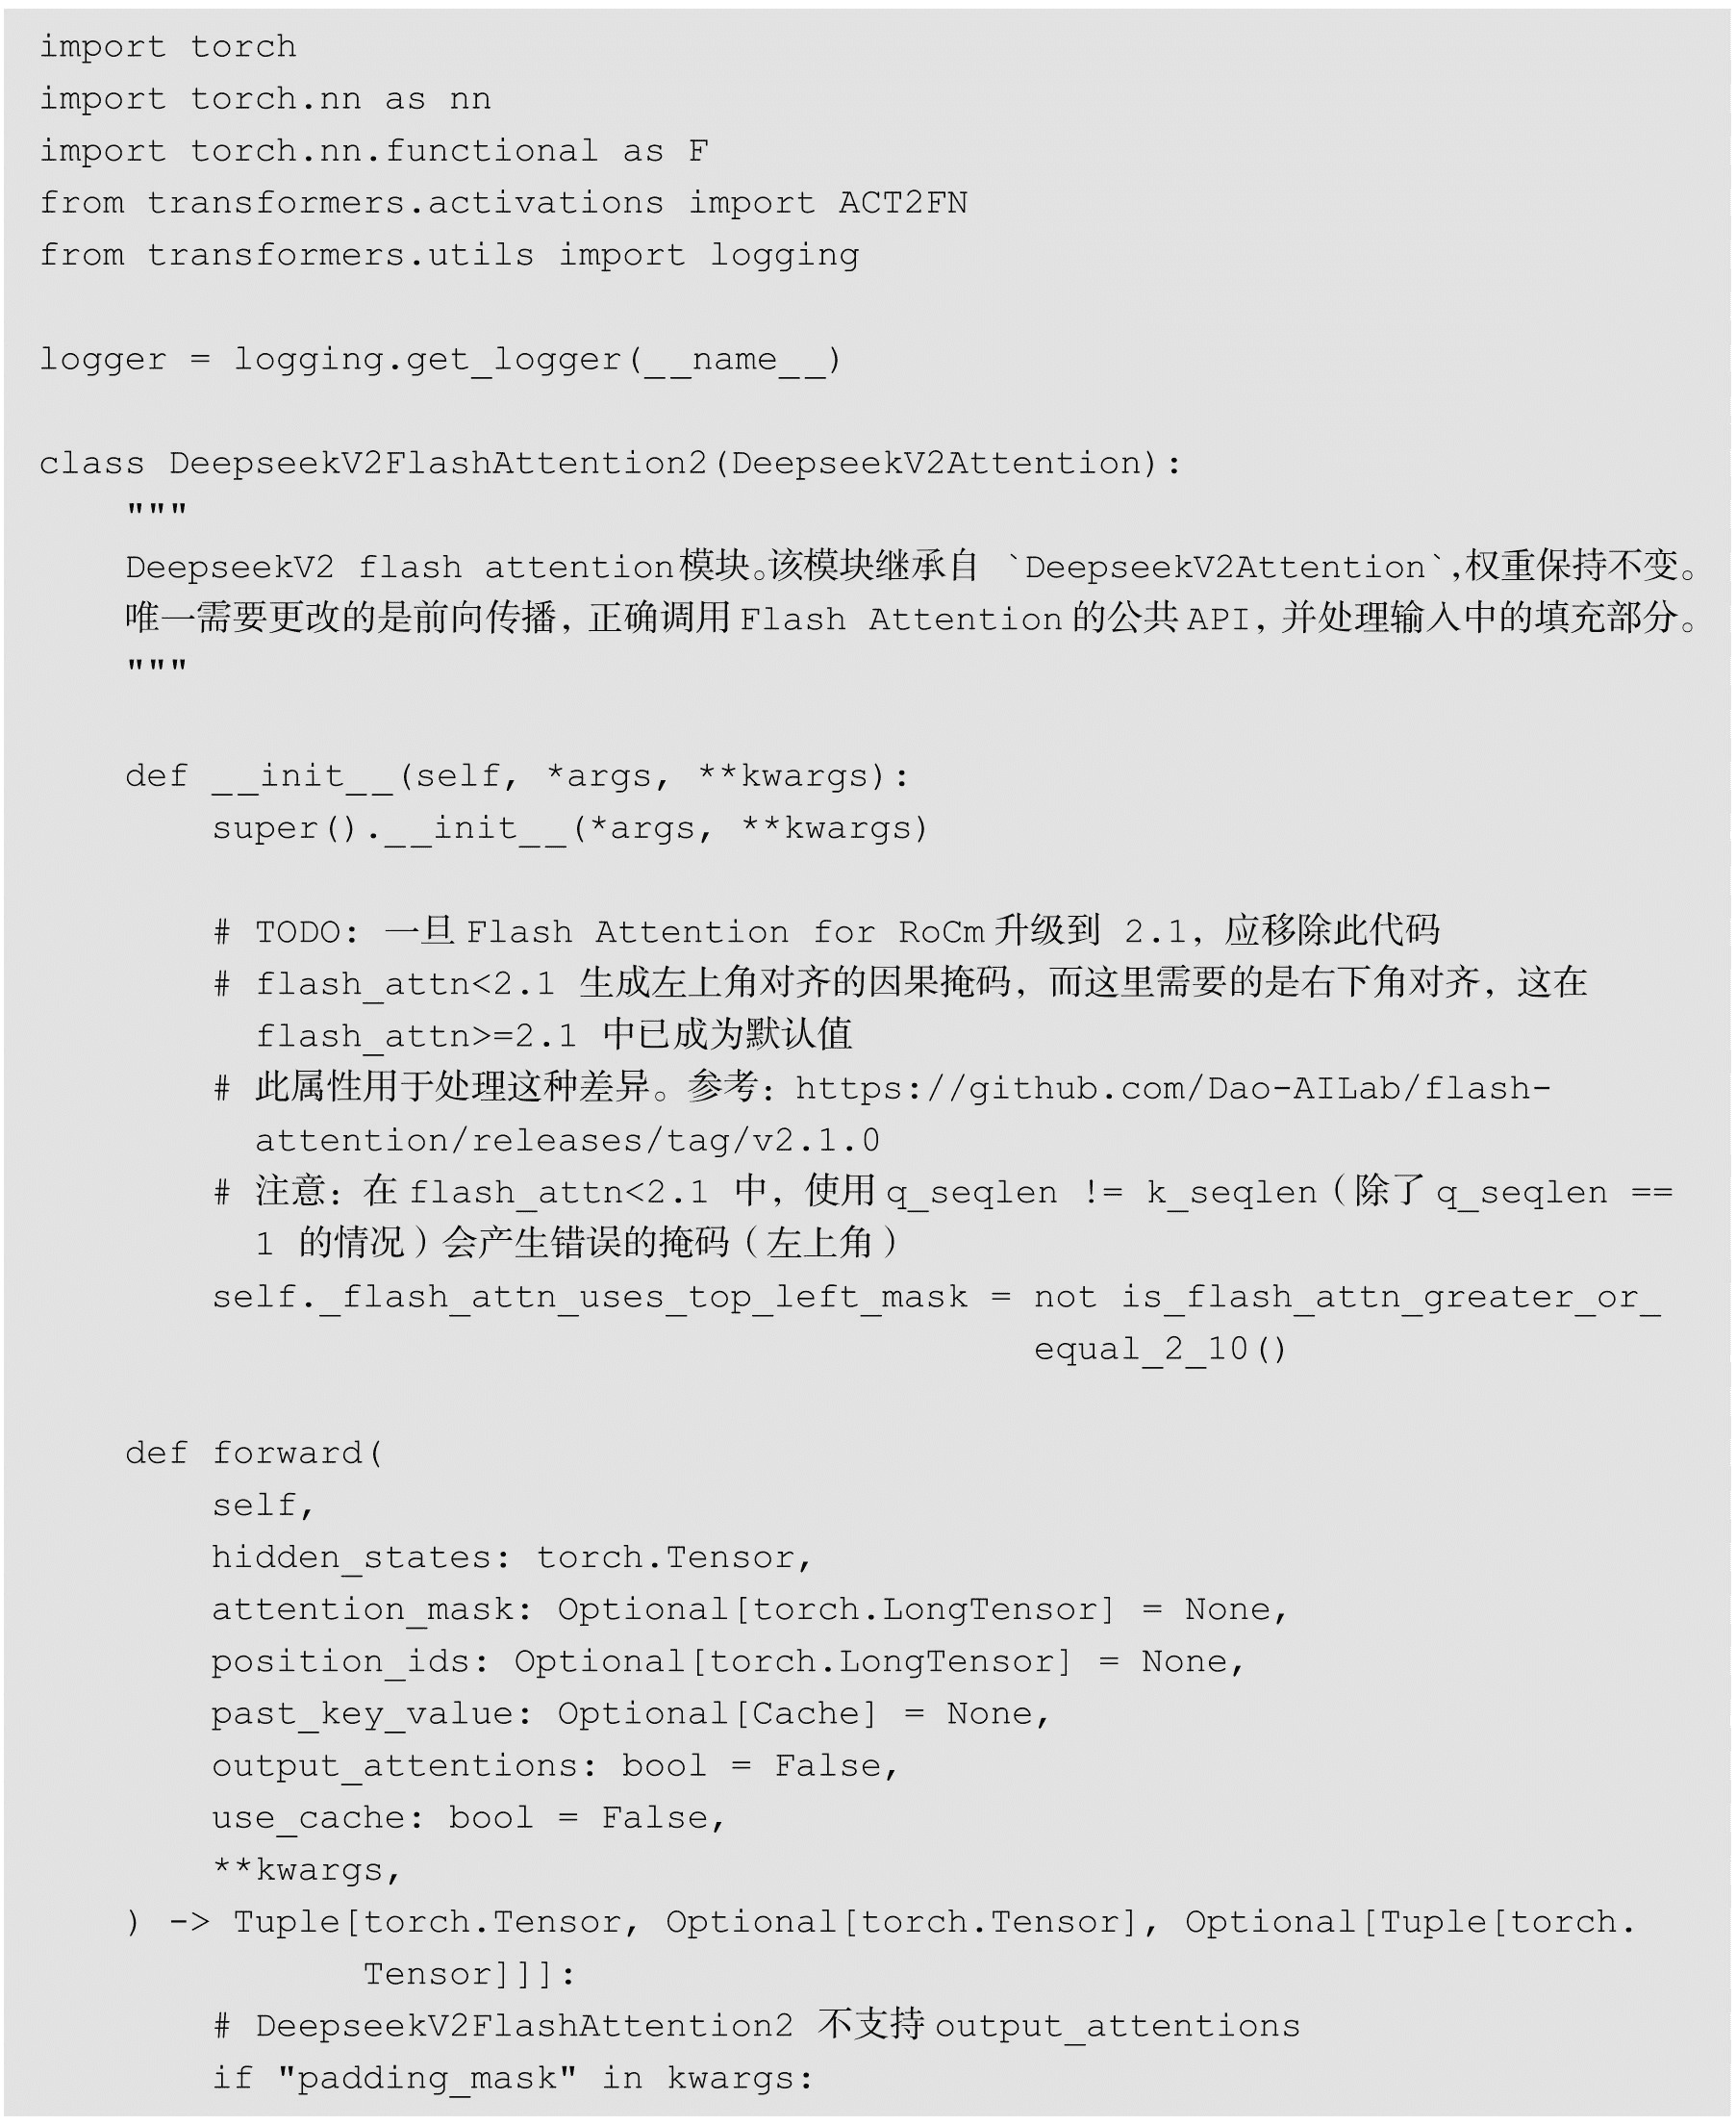 import torch
import torch.nn as nn
import torch.nn.functional as F
from transformers.activations import ACT2FN
from transformers.utils import logging

logger = logging.get_logger(__name__)

class DeepseekV2FlashAttention2(DeepseekV2Attention):
    """
    DeepseekV2 flash attention模块。该模块继承自 `DeepseekV2Attention`,权重保持不变。
    唯一需要更改的是前向传播，正确调用Flash Attention的公共API，并处理输入中的填充部分。
    """

    def __init__(self, *args, **kwargs):
        super().__init__(*args, **kwargs)

        # TODO: 一旦Flash Attention for RoCm升级到 2.1，应移除此代码
        # flash_attn<2.1 生成左上角对齐的因果掩码，而这里需要的是右下角对齐，这在
          flash_attn>=2.1 中已成为默认值
        # 此属性用于处理这种差异。参考：https://github.com/Dao-AILab/flash-
          attention/releases/tag/v2.1.0
        # 注意：在flash_attn<2.1 中，使用q_seqlen != k_seqlen（除了q_seqlen ==
          1 的情况）会产生错误的掩码（左上角）
        self._flash_attn_uses_top_left_mask = not is_flash_attn_greater_or_
                                              equal_2_10()

    def forward(
        self,
        hidden_states: torch.Tensor,
        attention_mask: Optional[torch.LongTensor] = None,
        position_ids: Optional[torch.LongTensor] = None,
        past_key_value: Optional[Cache] = None,
        output_attentions: bool = False,
        use_cache: bool = False,
        **kwargs,
    ) -> Tuple[torch.Tensor, Optional[torch.Tensor], Optional[Tuple[torch.
               Tensor]]]:
        # DeepseekV2FlashAttention2 不支持output_attentions
        if "padding_mask" in kwargs: